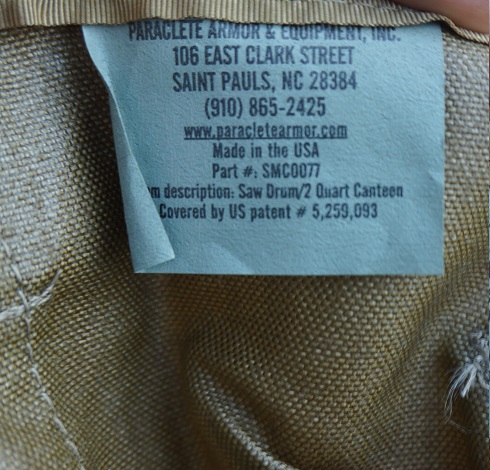 PARACLETE ARMOR & EQUIPMENT, INC.
106 EAST CLARK STREET
SAINT PAULS, NC 28384
(910) 865-2425
www.paracletearmor.com
Made in the USA
Part #: SMC0077
m description: Saw Drum/2 Quart Canteen
Covered by US patent # 5,259,093